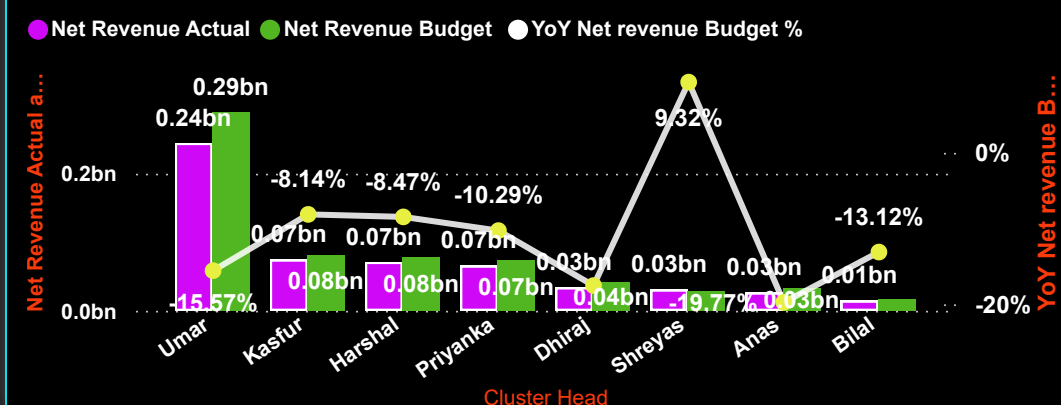 Net Revenue Actual Net Revenue Budget YoY Net revenue Budget %
Net Revenue Actual a...
0.2bn
0.0bn
0.24bn
0.29bn
-15.57%
-8.14%
0.07bn
0.08bn
-8.47%
0.07bn
0.08bn
-10.29%
0.07bn
0.07bn
0.03bn
0.04bn
9.32%
0.03bn
-19.77%
0.03bn
0.03bn
-13.12%
0.01bn
0%
-20%
YoY Net revenue B...
Umar
Kasfur
Harshal
Priyanka
Dhiraj
Shreyas
Anas
Bilal
Cluster Head